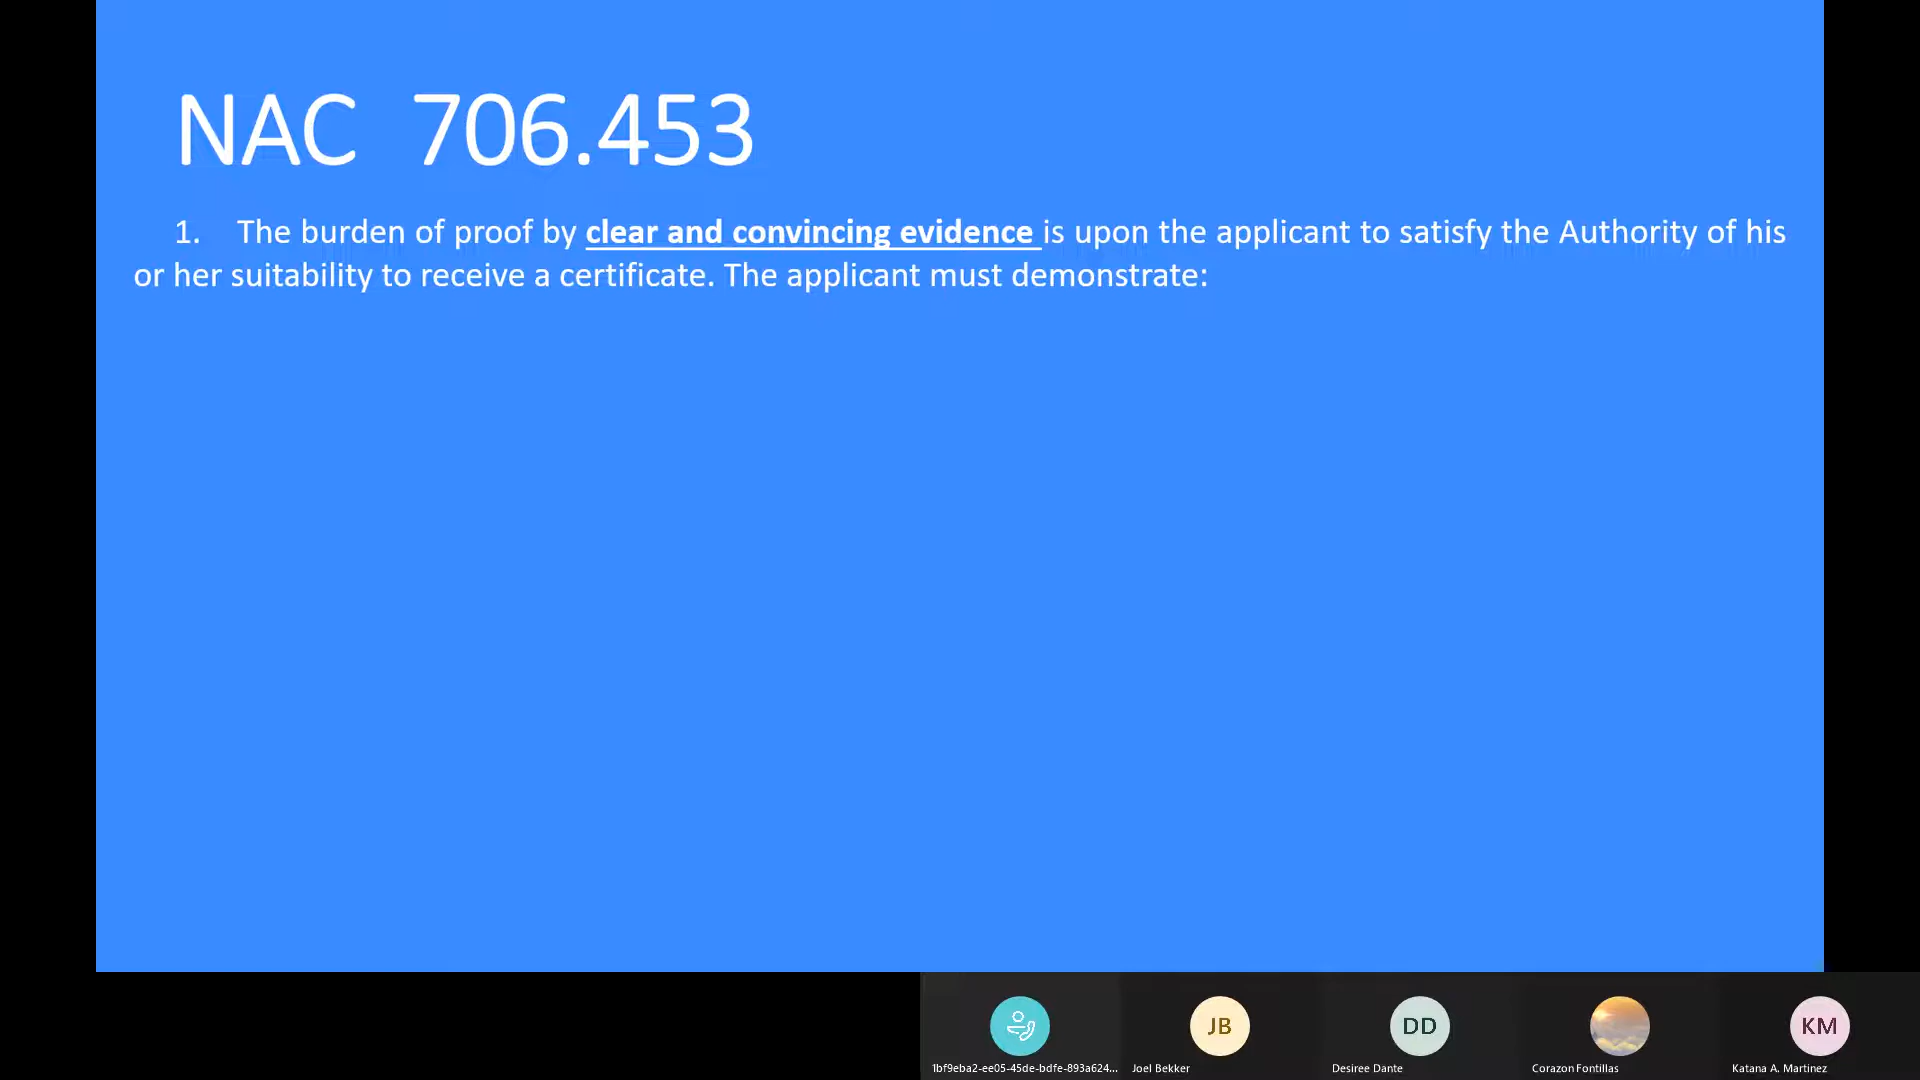 NAC 706.453
1. The burden of proof by clear and convincing evidence is upon the applicant to satisfy the Authority of his
or her suitability to receive a certificate. The applicant must demonstrate:
JB
DD
KM
1bf9eba2-ee05-45de-bdfe-893a624...
Joel Bekker
Desiree Dante
Corazon Fontillas
Katana A. Martinez